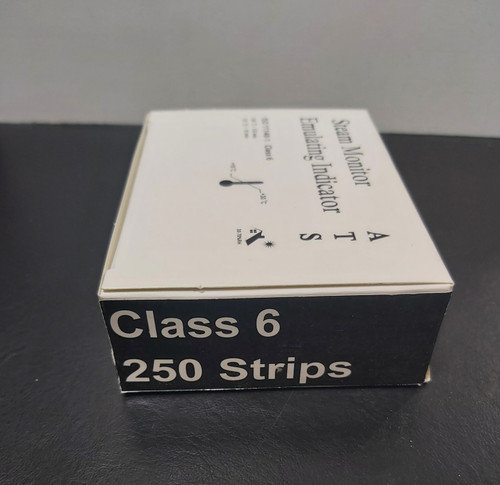 Steam Monitor
Emulating Indicator
A
T
S
Class 6
250 Strips